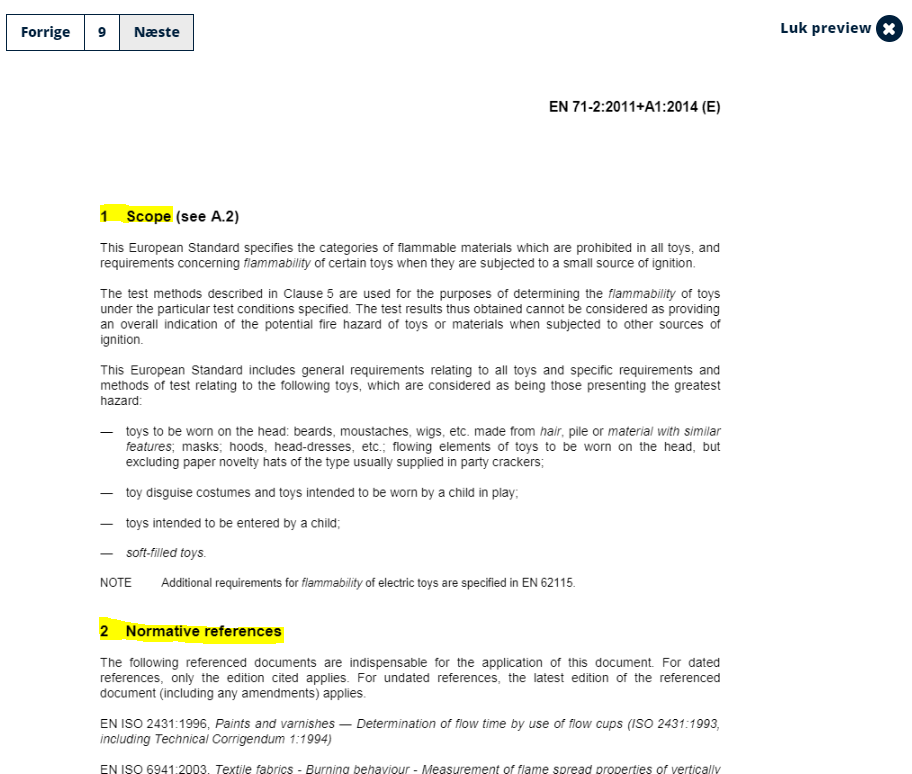 Forrige 9 Næste
Luk preview
EN 71-2:2011+A1:2014 (E)
1 Scope (see A.2)
This European Standard specifies the categories of flammable materials which are prohibited in all toys, and
requirements concerning flammability of certain toys when they are subjected to a small source of ignition.
The test methods described in Clause 5 are used for the purposes of determining the flammability of toys
under the particular test conditions specified. The test results thus obtained cannot be considered as providing
an overall indication of the potential fire hazard of toys or materials when subjected to other sources of
ignition.
This European Standard includes general requirements relating to all toys and specific requirements and
methods of test relating to the following toys, which are considered as being those presenting the greatest
hazard:
— toys to be worn on the head: beards, moustaches, wigs, etc. made from hair, pile or material with similar
features; masks; hoods, head-dresses, etc.; flowing elements of toys to be worn on the head, but
excluding paper novelty hats of the type usually supplied in party crackers;
— toy disguise costumes and toys intended to be worn by a child in play;
— toys intended to be entered by a child;
— soft-filled toys.
NOTE Additional requirements for flammability of electric toys are specified in EN 62115.
2 Normative references
The following referenced documents are indispensable for the application of this document. For dated
references, only the edition cited applies. For undated references, the latest edition of the referenced
document (including any amendments) applies.
EN ISO 2431:1996, Paints and varnishes — Determination of flow time by use of flow cups (ISO 2431:1993,
including Technical Corrigendum 1:1994)
EN ISO 6941:2003, Textile fabrics - Burning behaviour - Measurement of flame spread properties of vertically